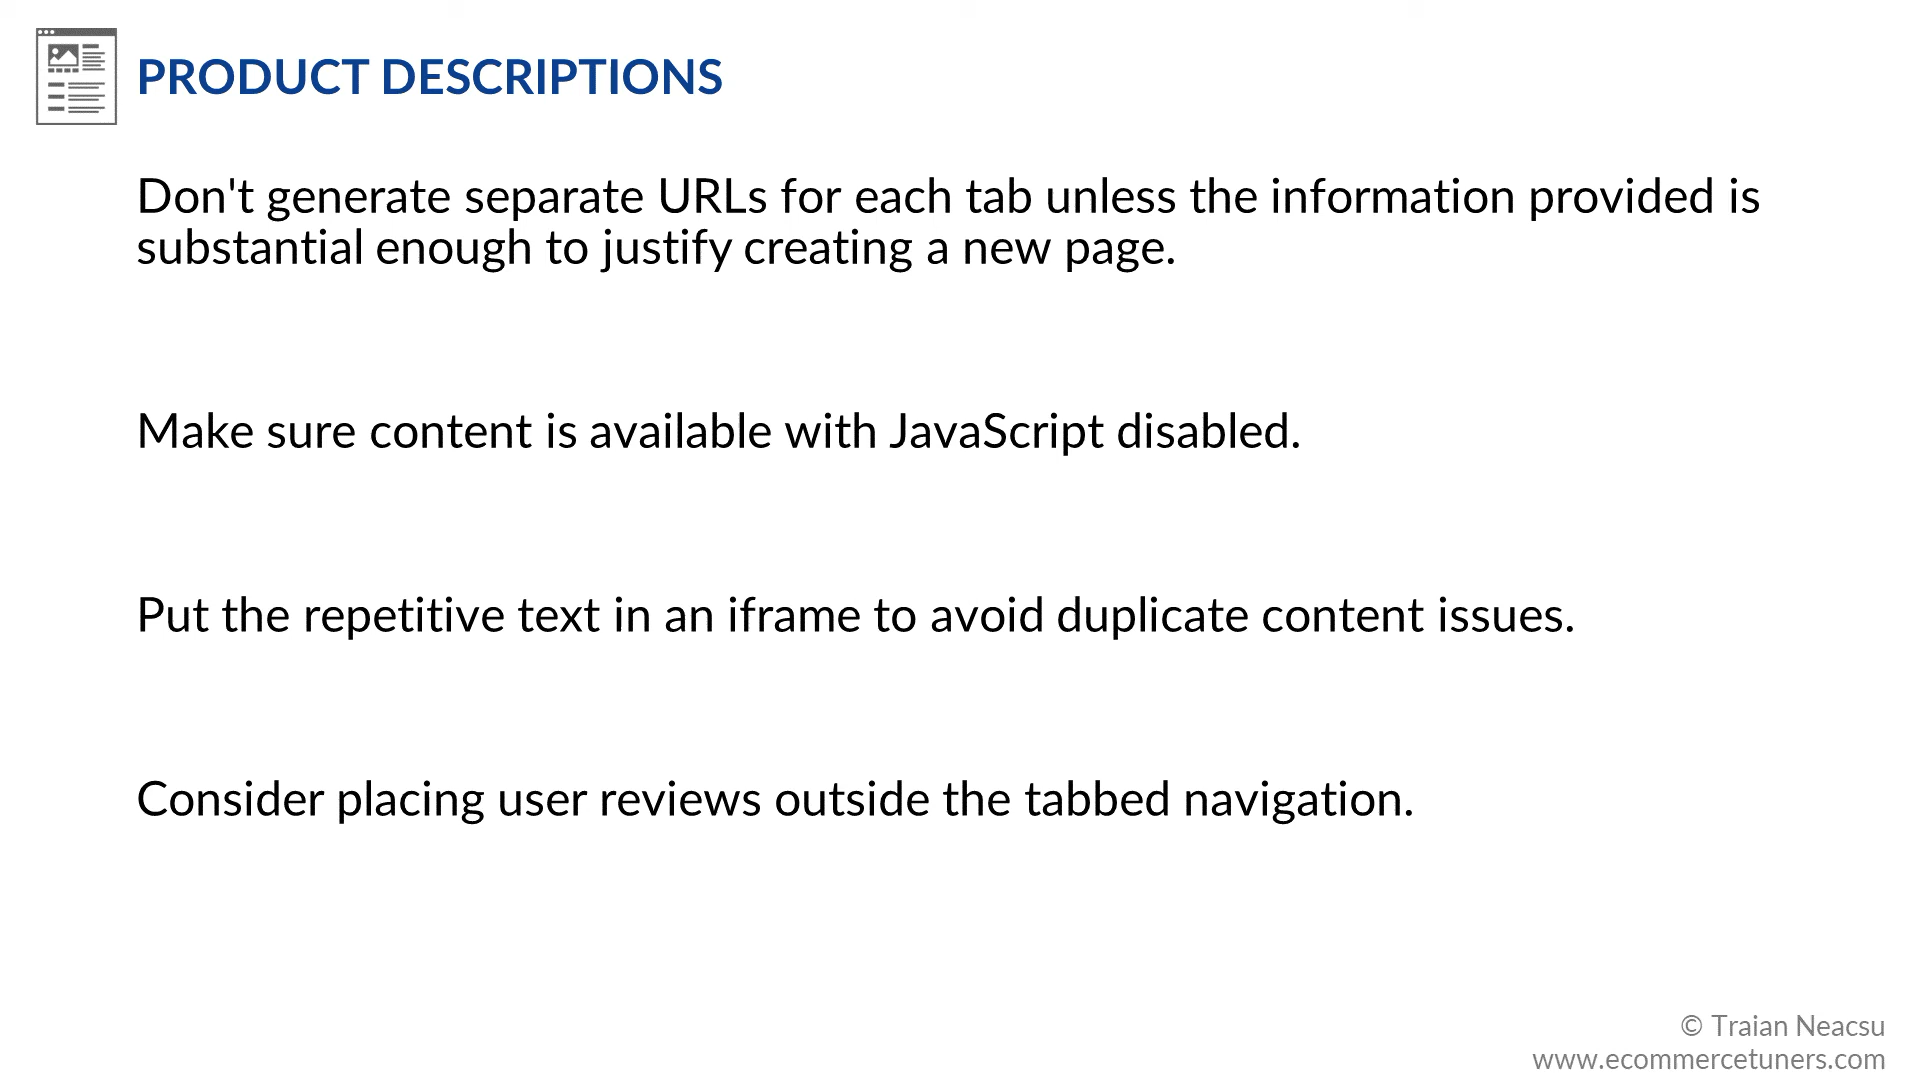 PRODUCT DESCRIPTIONS
Don't generate separate URLs for each tab unless the information provided is
substantial enough to justify creating a new page.
Make sure content is available with JavaScript disabled.
Put the repetitive text in an iframe to avoid duplicate content issues.
Consider placing user reviews outside the tabbed navigation.
© Traian Neacsu
www.ecommercetuners.com